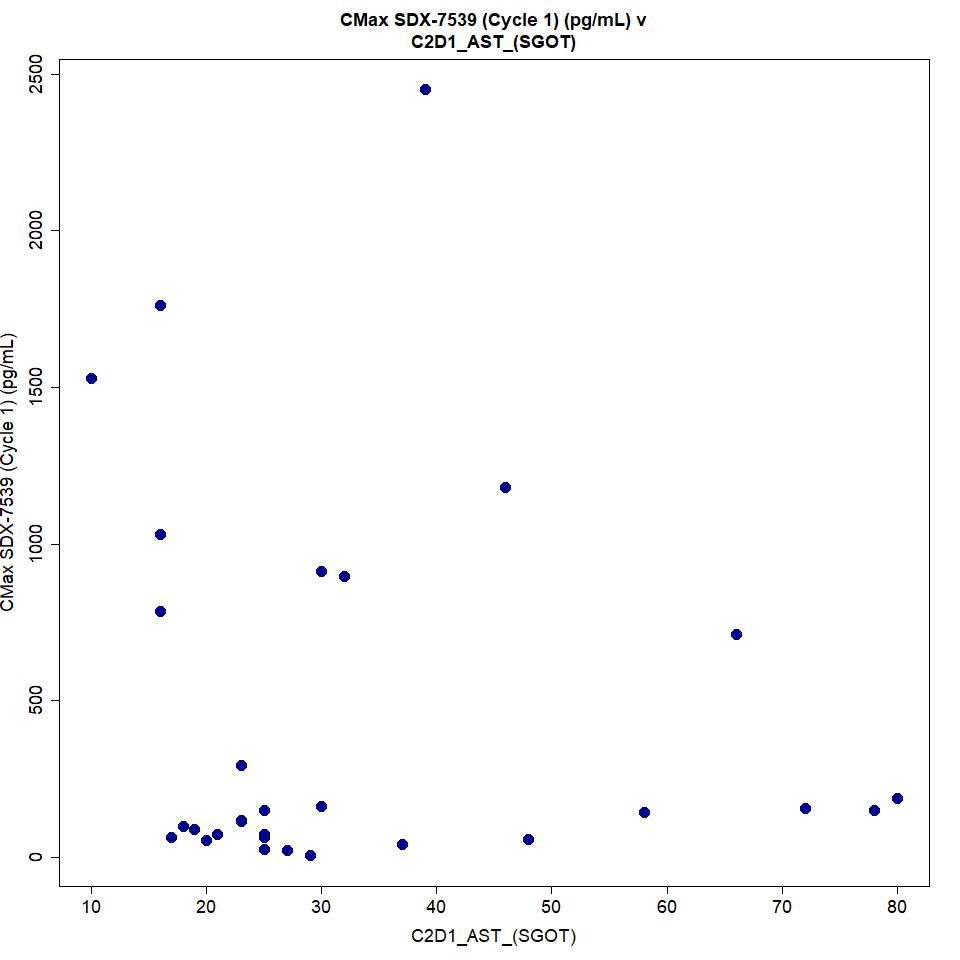 CMax SDX-7539 (Cycle 1) (pg/mL) v
C2D1_AST_(SGOT)
CMax SDX-7539 (Cycle 1) (pg/mL)
2500
2000
1500
1000
500
0
10 20 30 40 50 60 70 80
C2D1_AST_(SGOT)